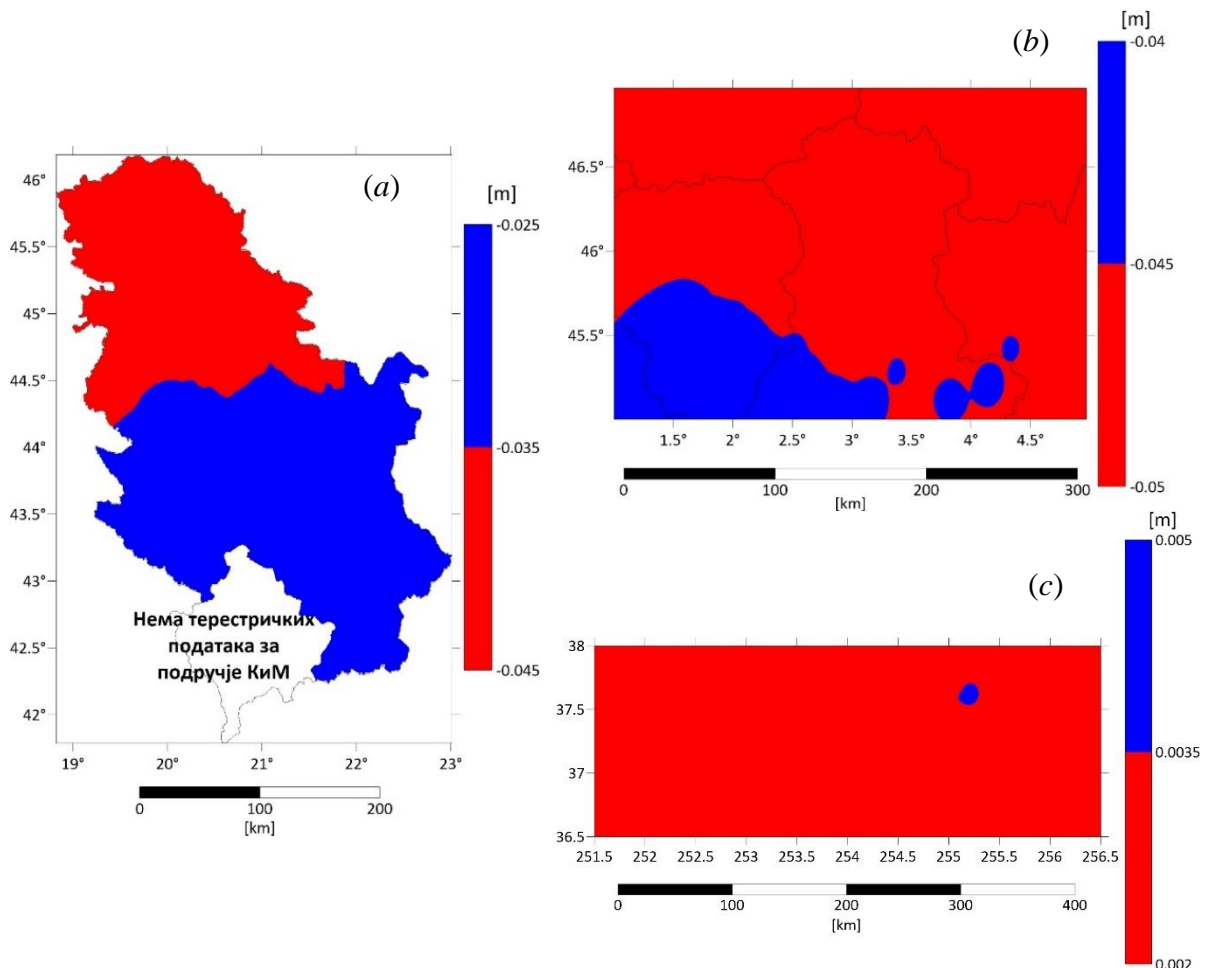 (a)
[m]
46°
45.5°
45°
44.5°
44°
43.5°
43°
42.5°
42°
-0.025
-0.035
-0.045
Нема терестричких
података за
подручје КиМ
19° 20° 21° 22° 23°
0 100 200
[km]
(b)
[m]
-0.04
-0.045
-0.05
46.5°
46°
45.5°
1.5° 2° 2.5° 3° 3.5° 4° 4.5°
0 100 200 300
[km]
(c)
[m]
0.005
0.0035
0.002
38
37.5
37
36.5
251.5 252 252.5 253 253.5 254 254.5 255 255.5 256 256.5
0 100 200 300 400
[km]